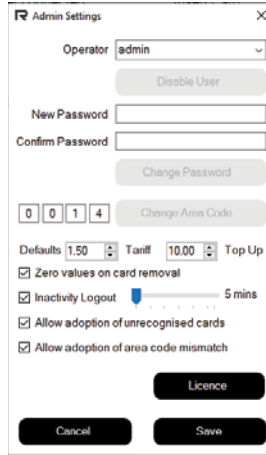 Admin Settings
Operator admin
Disable User
New Password
Confirm Password
Change Password
0 0 1 4 Change Area Code
Defaults 1.50 Tariff 10.00 Top Up
Zero values on card removal
Inactivity Logout 5 mins
Allow adoption of unrecognised cards
Allow adoption of area code mismatch
Licence
Cancel Save